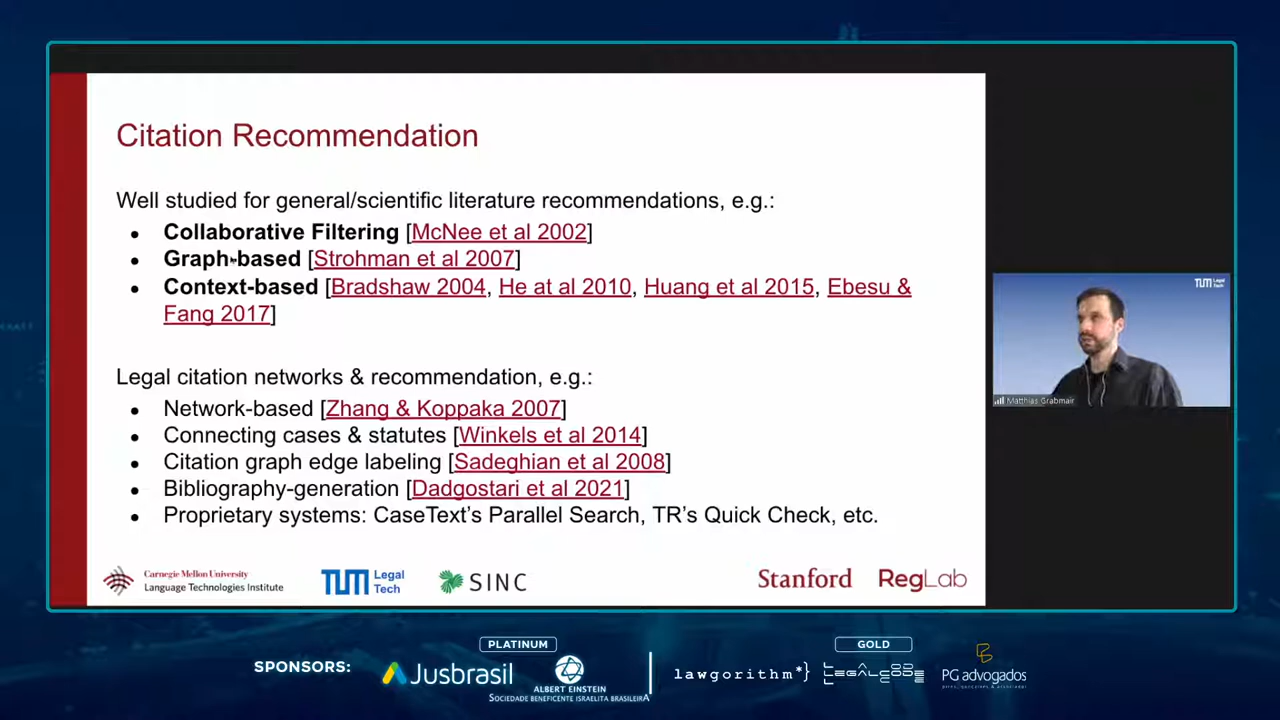 Citation Recommendation
Well studied for general/scientific literature recommendations, e.g.:
● Collaborative Filtering [McNee et al 2002]
● Graph-based [Strohman et al 2007]
● Context-based [Bradshaw 2004, He at al 2010, Huang et al 2015, Ebesu &
Fang 2017]
Legal citation networks & recommendation, e.g.:
● Network-based [Zhang & Koppaka 2007]
● Connecting cases & statutes [Winkels et al 2014]
● Citation graph edge labeling [Sadeghian et al 2008]
● Bibliography-generation [Dadgostari et al 2021]
● Proprietary systems: CaseText's Parallel Search, TR's Quick Check, etc.
Carnegie Mellon University
Language Technologies Institute
TUM Legal
Tech
SINC
Stanford RegLab
TUM Legal
Tech
Matthias Grabmair
SPONSORS:
PLATINUM
Jusbrasil
ALBERT EINSTEIN
SOCIEDADE BENEFICENTE ISRAELITA BRASILEIRA
GOLD
lawgorithm*}
LEGALCODE
PG advogados